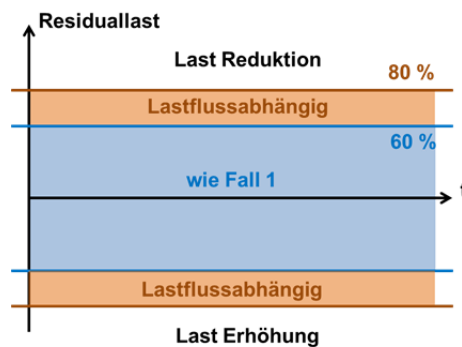 Residuallast
Last Reduktion
80 %
Lastflussabhängig
60 %
wie Fall 1
t
Lastflussabhängig
Last Erhöhung